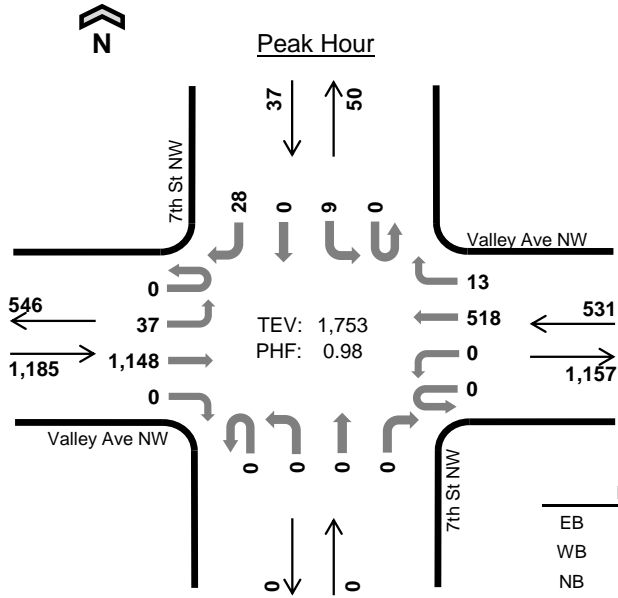 N
Peak Hour
37
50
7th St NW
28
0
9
0
Valley Ave NW
0
13
546
37
TEV: 1,753
518
531
1,185
1,148
PHF: 0.98
0
1,157
0
0
Valley Ave NW
0
0
0
0
7th St NW
EB
WB
NB
0
0